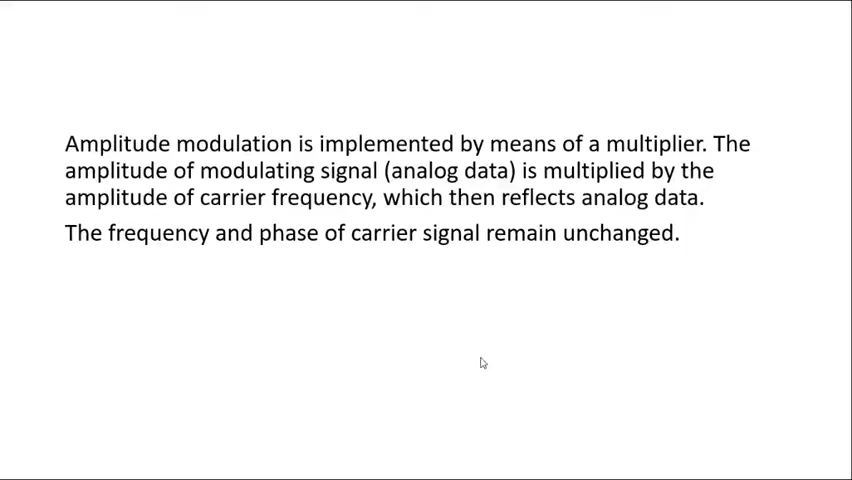 Amplitude modulation is implemented by means of a multiplier. The
amplitude of modulating signal (analog data) is multiplied by the
amplitude of carrier frequency, which then reflects analog data.
The frequency and phase of carrier signal remain unchanged.